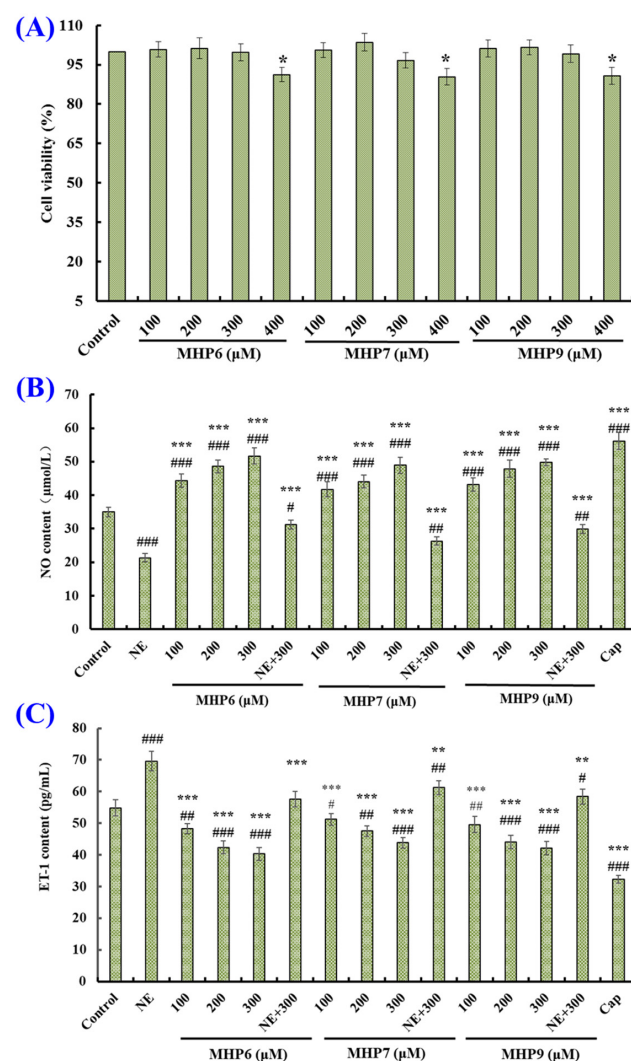 (A)
Cell viability (%)
110
95
80
65
50
35
20
5
* * *
Control 100 200 300 400 100 200 300 400 100 200 300 400
MHP6 (μM) MHP7 (μM) MHP9 (μM)
(B)
NO content（μmol/L）
70
60
50
40
30
20
10
0
### *** ### *** ### *** ### *** # *** ### *** ### *** ### *** ## *** ### *** ### *** ### *** ## *** ###
Control NE 100 200 300 NE+300 100 200 300 NE+300 100 200 300 NE+300 Cap
MHP6 (μM) MHP7 (μM) MHP9 (μM)
(C)
ET-1 content (pg/mL)
80
70
60
50
40
30
20
10
0
### *** ## *** ### *** ### *** *** # *** ## *** ### ** ## *** ## *** ### *** ### ** # *** ###
Control NE 100 200 300 NE+300 100 200 300 NE+300 100 200 300 NE+300 Cap
MHP6 (μM) MHP7 (μM) MHP9 (μM)